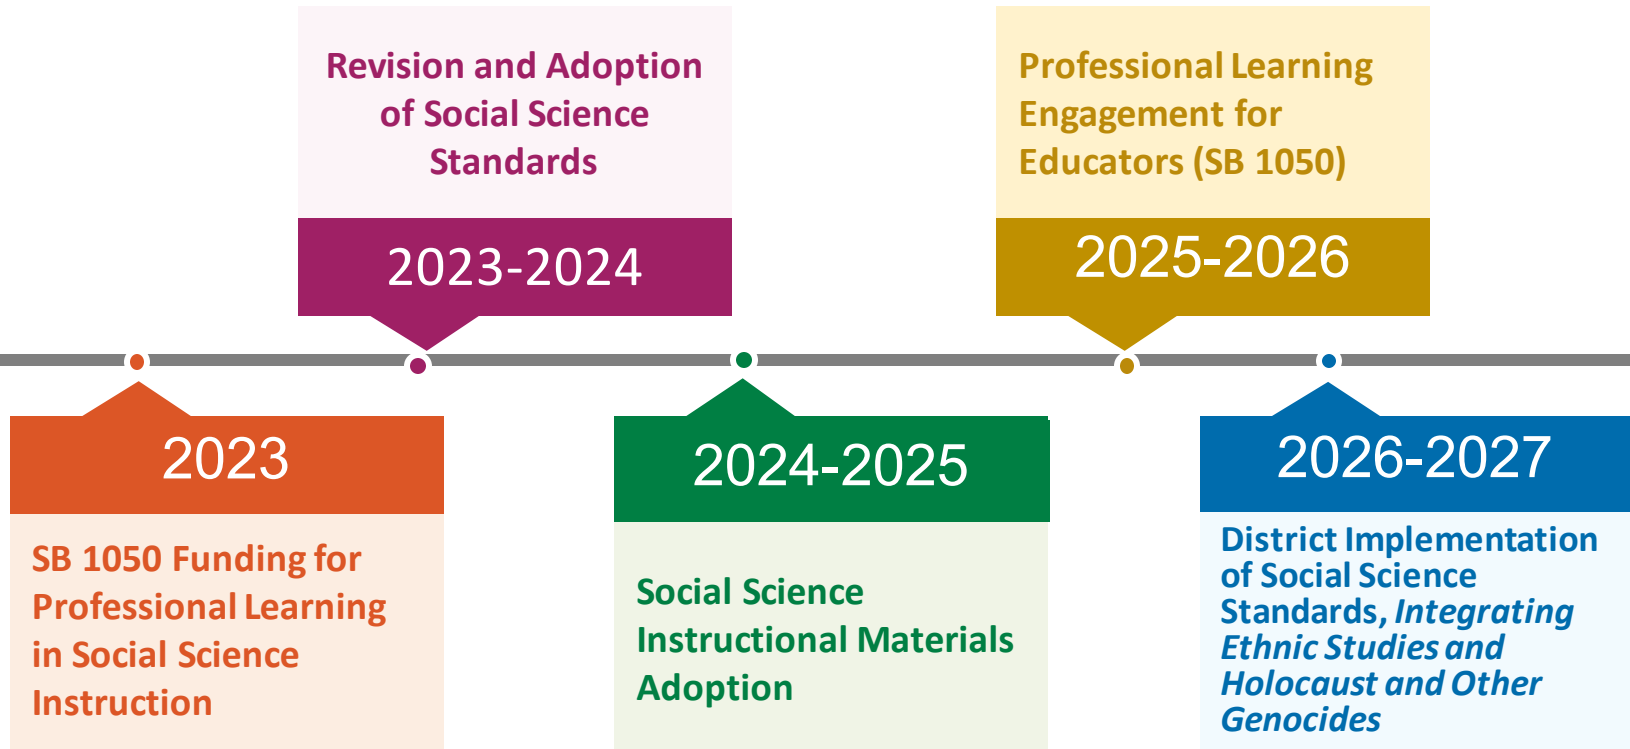 2023
SB 1050 Funding for
Professional Learning
in Social Science
Instruction
Revision and Adoption
of Social Science
Standards
2023-2024
2024-2025
Social Science
Instructional Materials
Adoption
Professional Learning
Engagement for
Educators (SB 1050)
2025-2026
2026-2027
District Implementation
of Social Science
Standards, Integrating
Ethnic Studies and
Holocaust and Other
Genocides